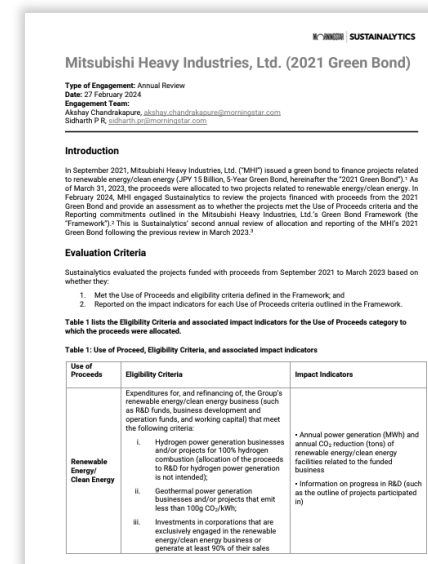 MORNINGSTAR | SUSTAINALYTICS
Mitsubishi Heavy Industries, Ltd. (2021 Green Bond)
Type of Engagement: Annual Review
Date: 27 February 2024
Engagement Team:
Akshay Chandrakapure, akshay.chandrakapure@morningstar.com
Sidharth P R, sidharth.pr@morningstar.com
Introduction
In September 2021, Mitsubishi Heavy Industries, Ltd. ("MHI") issued a green bond to finance projects related
to renewable energy/clean energy (JPY 15 Billion, 5-Year Green Bond, hereinafter the "2021 Green Bond").¹ As
of March 31, 2023, the proceeds were allocated to two projects related to renewable energy/clean energy. In
February 2024, MHI engaged Sustainalytics to review the projects financed with proceeds from the 2021
Green Bond and provide an assessment as to whether the projects met the Use of Proceeds criteria and the
Reporting commitments outlined in the Mitsubishi Heavy Industries, Ltd.'s Green Bond Framework (the
"Framework").² This is Sustainalytics' second annual review of allocation and reporting of the MHI's 2021
Green Bond following the previous review in March 2023.³
Evaluation Criteria
Sustainalytics evaluated the projects funded with proceeds from September 2021 to March 2023 based on
whether they:
1. Met the Use of Proceeds and eligibility criteria defined in the Framework; and
2. Reported on the impact indicators for each Use of Proceeds criteria outlined in the Framework.
Table 1 lists the Eligibility Criteria and associated impact indicators for the Use of Proceeds category to
which the proceeds were allocated.
Table 1: Use of Proceed, Eligibility Criteria, and associated impact indicators
Use of
Proceeds
Eligibility Criteria
Impact Indicators
Renewable
Energy/
Clean Energy
Expenditures for, and refinancing of, the Group's
renewable energy/clean energy business (such
as R&D funds, business development and
operation funds, and working capital) that meet
the following criteria:
i. Hydrogen power generation businesses
and/or projects for 100% hydrogen
combustion (allocation of the proceeds
to R&D for hydrogen power generation
is not intended);
ii. Geothermal power generation
businesses and/or projects that emit
less than 100g CO₂/kWh;
iii. Investments in corporations that are
exclusively engaged in the renewable
energy/clean energy business or
generate at least 90% of their sales
• Annual power generation (MWh) and
annual CO₂ reduction (tons) of
renewable energy/clean energy
facilities related to the funded
business
• Information on progress in R&D (such
as the outline of projects participated
in)